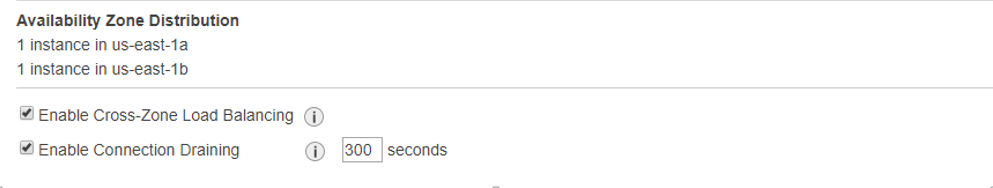 Availability Zone Distribution
1 instance in us-east-1a
1 instance in us-east-1b
Enable Cross-Zone Load Balancing i
Enable Connection Draining i 300 seconds